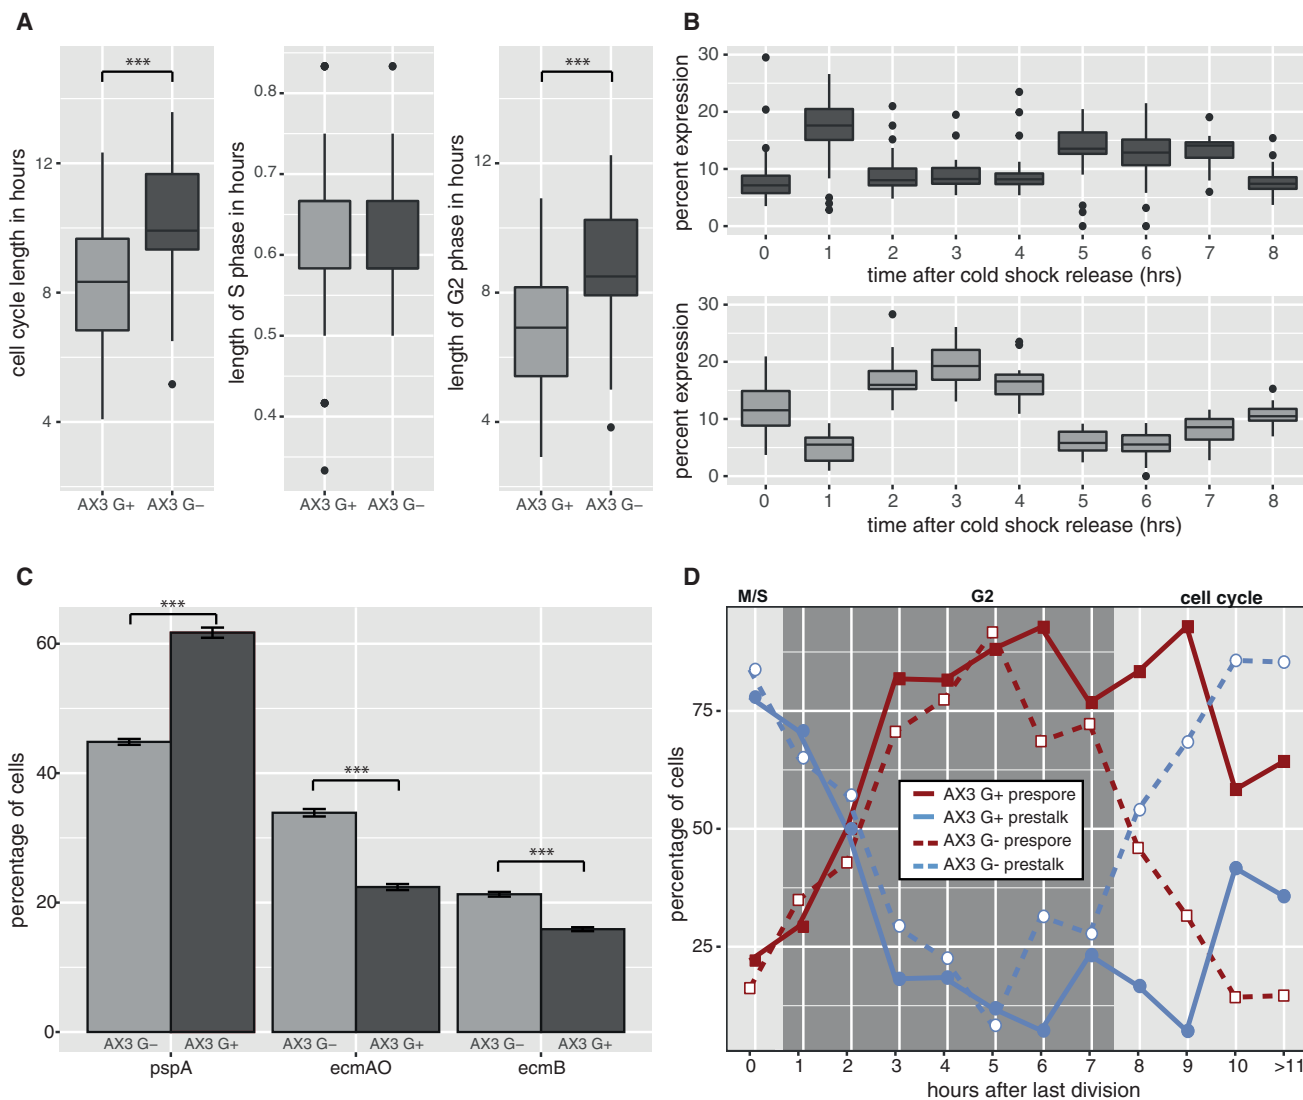 A
cell cycle length in hours
12
8
4
***
AX3 G+ AX3 G–
length of S phase in hours
0.8
0.7
0.6
0.5
0.4
AX3 G+ AX3 G–
length of G2 phase in hours
12
8
4
***
AX3 G+ AX3 G–
B
percent expression
30
20
10
0
0 1 2 3 4 5 6 7 8
time after cold shock release (hrs)
percent expression
30
20
10
0
0 1 2 3 4 5 6 7 8
time after cold shock release (hrs)
C
percentage of cells
60
40
20
0
***
***
***
AX3 G– AX3 G+ AX3 G– AX3 G+ AX3 G– AX3 G+
pspA ecmAO ecmB
D
M/S G2 cell cycle
percentage of cells
75
50
25
AX3 G+ prespore
AX3 G+ prestalk
AX3 G- prespore
AX3 G- prestalk
0 1 2 3 4 5 6 7 8 9 10 >11
hours after last division